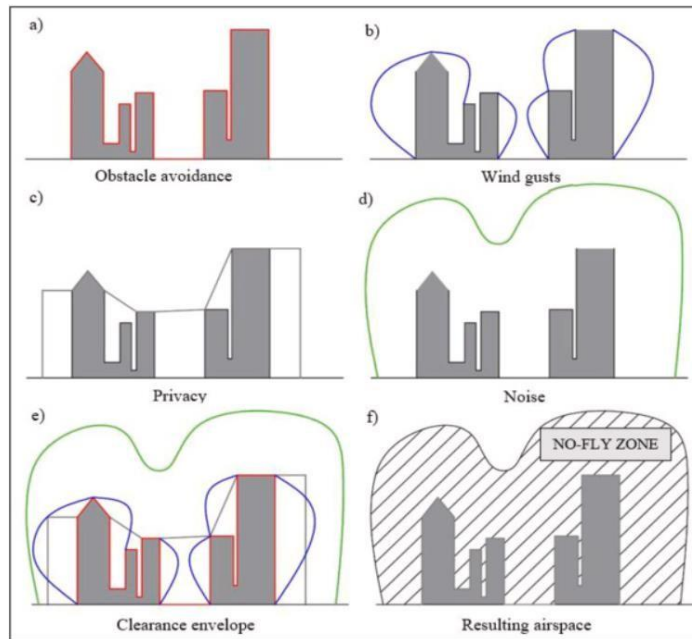 a)
Obstacle avoidance
b)
Wind gusts
c)
Privacy
d)
Noise
e)
Clearance envelope
f)
NO-FLY ZONE
Resulting airspace